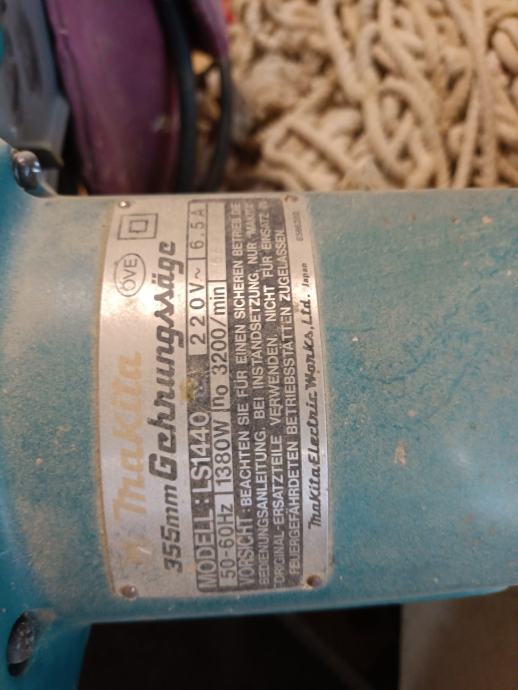 ÖVE
makita
355mm Gehrungssäge
MODELL: LS1440 220V~ 6.5A
50-60Hz 1380W no 3200/min
VORSICHT: BEACHTEN SIE FÜR EINEN SICHEREN BETRIEB DIE
BEDIENUNGSANLEITUNG. BEI INSTANDSETZUNG, NUR "MAKITA"
ORIGINAL-ERSATZTEILE VERWENDEN. NICHT FÜR EINSATZ IN
FEUERGEFÄHRDETEN BETRIEBSSTÄTTEN ZUGELASSEN.
Makita Electric Works, Ltd. Japan